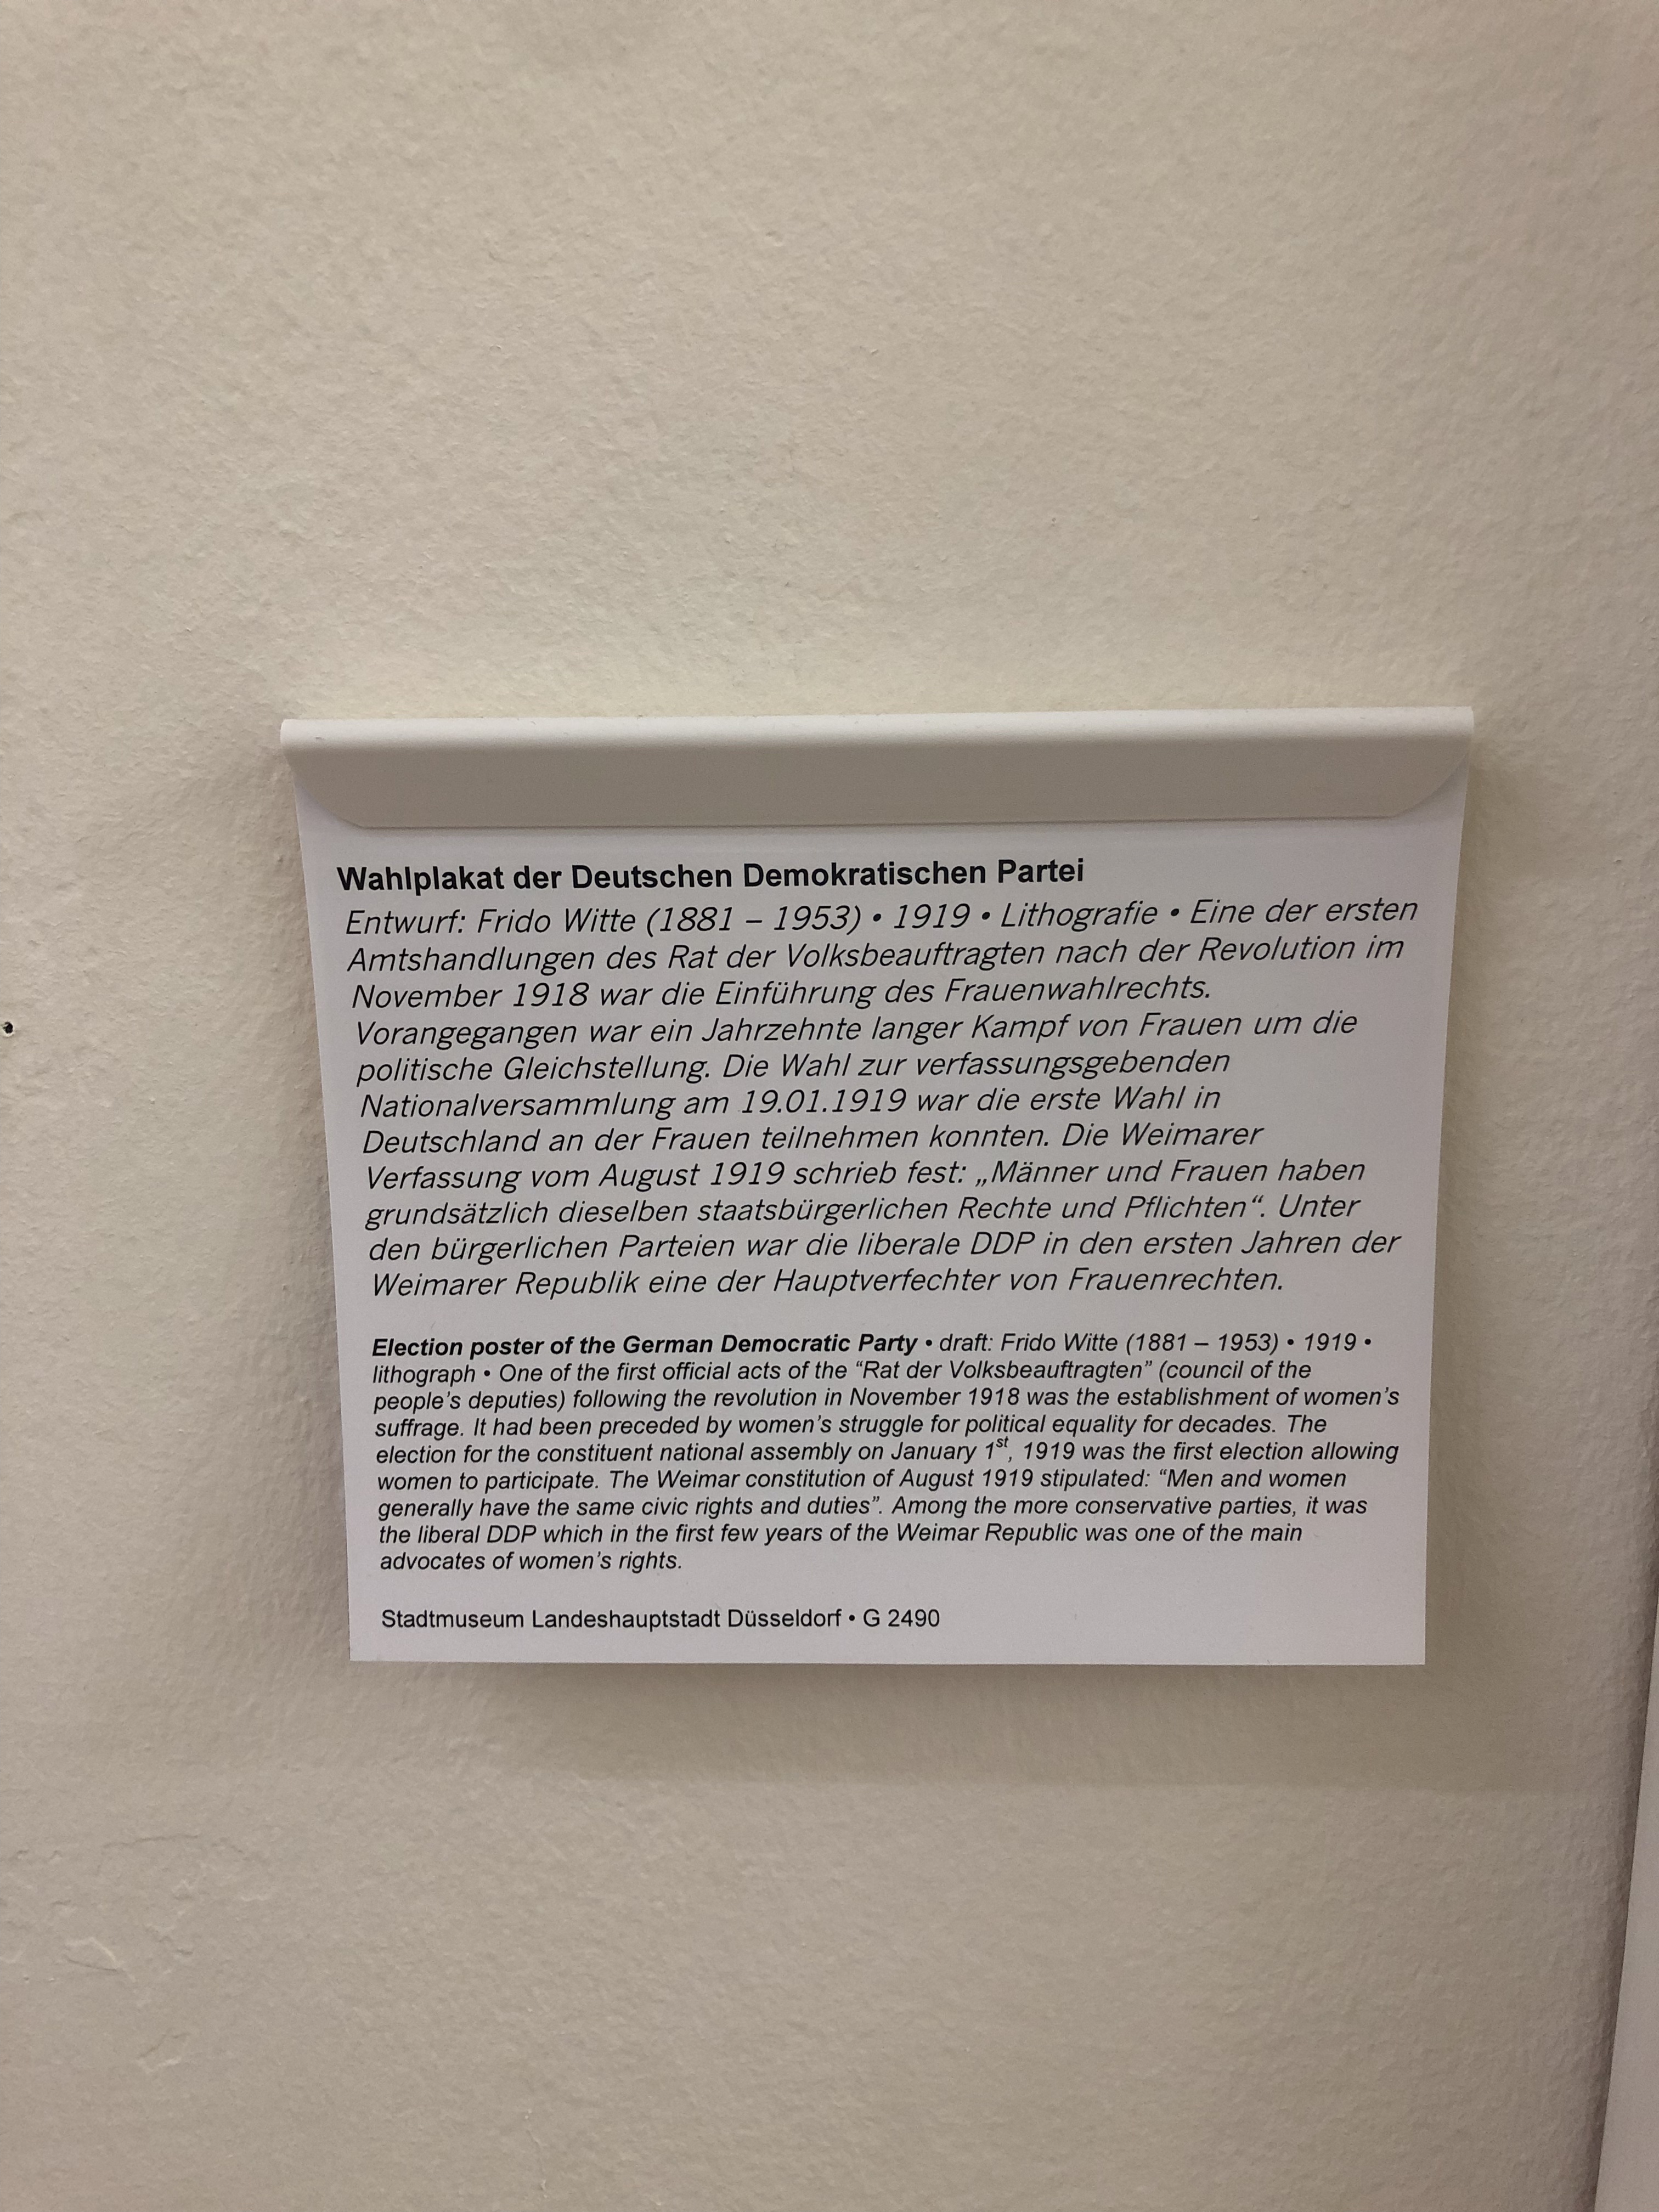 Wahlplakat der Deutschen Demokratischen Partei
Entwurf: Frido Witte (1881 – 1953) • 1919 • Lithografie • Eine der ersten
Amtshandlungen des Rat der Volksbeauftragten nach der Revolution im
November 1918 war die Einführung des Frauenwahlrechts.
Vorangegangen war ein Jahrzehnte langer Kampf von Frauen um die
politische Gleichstellung. Die Wahl zur verfassungsgebenden
Nationalversammlung am 19.01.1919 war die erste Wahl in
Deutschland an der Frauen teilnehmen konnten. Die Weimarer
Verfassung vom August 1919 schrieb fest: „Männer und Frauen haben
grundsätzlich dieselben staatsbürgerlichen Rechte und Pflichten“. Unter
den bürgerlichen Parteien war die liberale DDP in den ersten Jahren der
Weimarer Republik eine der Hauptverfechter von Frauenrechten.
Election poster of the German Democratic Party • draft: Frido Witte (1881 – 1953) • 1919 •
lithograph • One of the first official acts of the “Rat der Volksbeauftragten” (council of the
people’s deputies) following the revolution in November 1918 was the establishment of women’s
suffrage. It had been preceded by women’s struggle for political equality for decades. The
election for the constituent national assembly on January 1st, 1919 was the first election allowing
women to participate. The Weimar constitution of August 1919 stipulated: “Men and women
generally have the same civic rights and duties”. Among the more conservative parties, it was
the liberal DDP which in the first few years of the Weimar Republic was one of the main
advocates of women’s rights.
Stadtmuseum Landeshauptstadt Düsseldorf • G 2490